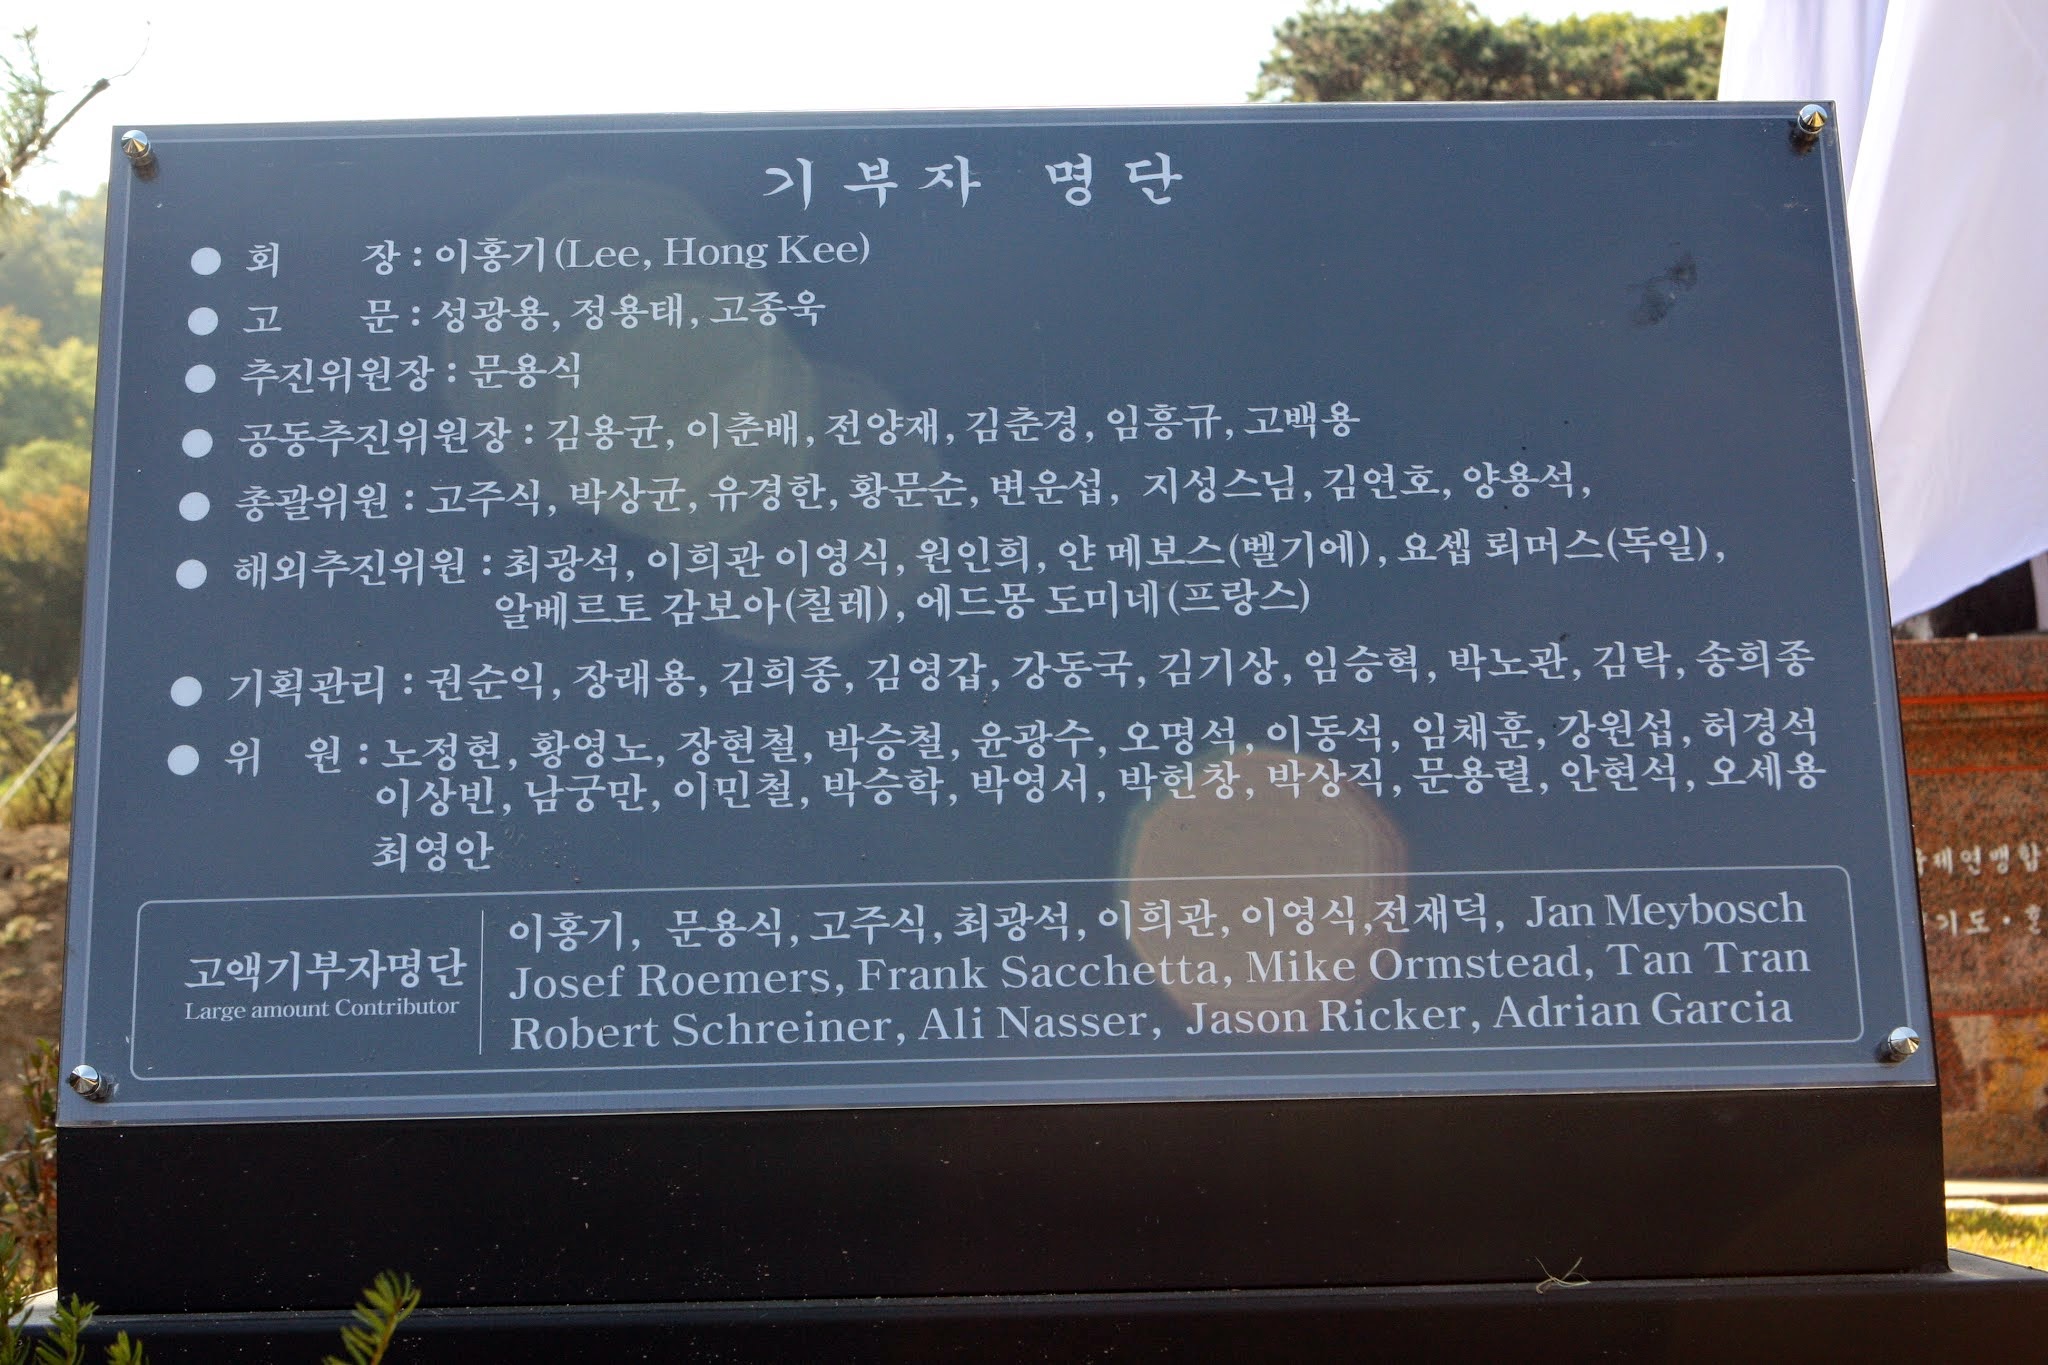 기부자 명단
● 회 장 : 이홍기(Lee, Hong Kee)
● 고 문 : 성광용, 정용태, 고종욱
● 추진위원장 : 문용식
● 공동추진위원장 : 김용균, 이춘배, 전양재, 김춘경, 임흥규, 고백용
● 총괄위원 : 고주식, 박상균, 유경한, 황문순, 변운섭, 지성스님, 김연호, 양용석,
● 해외추진위원 : 최광석, 이희관 이영식, 원인희, 얀 메보스(벨기에), 요셉 뢰머스(독일),
알베르토 감보아(칠레), 에드몽 도미네(프랑스)
● 기획관리 : 권순익, 장래용, 김희종, 김영갑, 강동국, 김기상, 임승혁, 박노관, 김탁, 송희종
● 위 원 : 노정현, 황영노, 장현철, 박승철, 윤광수, 오명석, 이동석, 임채훈, 강원섭, 허경석
이상빈, 남궁만, 이민철, 박승학, 박영서, 박헌창, 박상직, 문용렬, 안현석, 오세용
최영안
고액기부자명단
Large amount Contributor
이홍기, 문용식, 고주식, 최광석, 이희관, 이영식,전재덕, Jan Meybosch
Josef Roemers, Frank Sacchetta, Mike Ormstead, Tan Tran
Robert Schreiner, Ali Nasser, Jason Ricker, Adrian Garcia
제연맹합
기도 ·